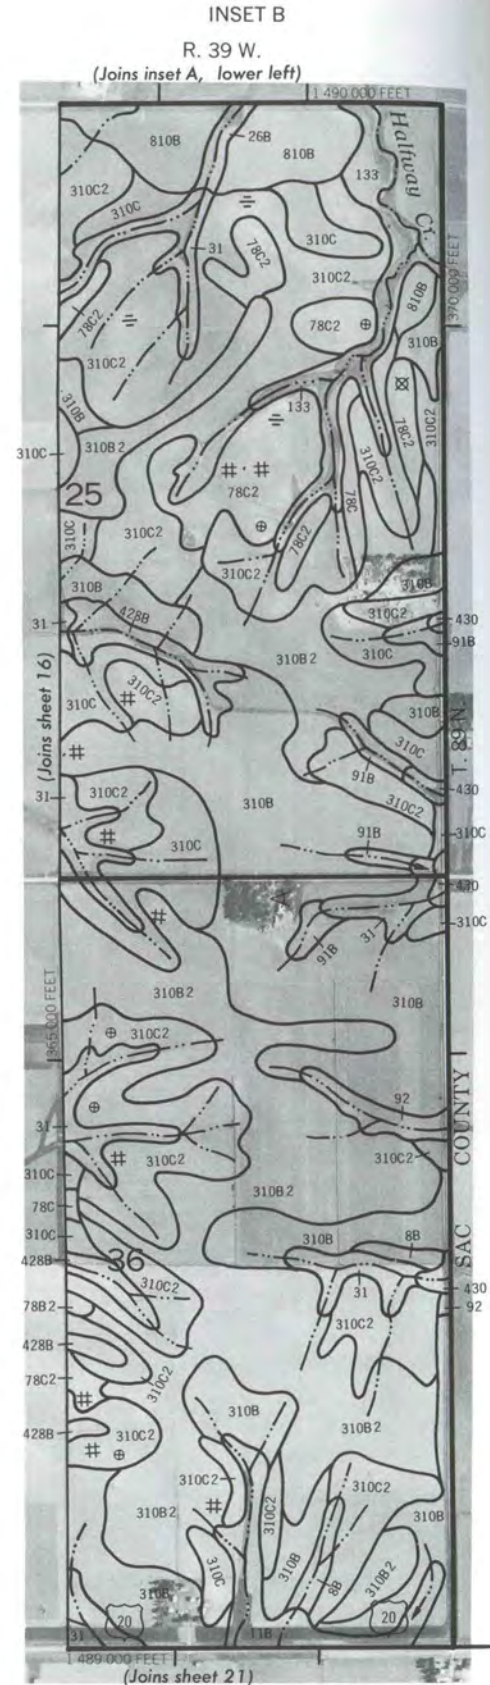 INSET B
R. 39 W.
(Joins inset A, lower left)
1 490 000 FEET
Halfway Cr.
810B
26B
810B
133
310C2
310C
31
78C2
310C
310C2
78C2
370 000 FEET
78C2
810B
310B
310C2
310B
310B2
133
310C2
78C2
310C2
310C
78C2
25
78C
310C
310C2
78C2
310C2
310B
310B
310C2
430
31
428B
91B
310B2
310C
(Joins sheet 16)
310C
310C2
310B
310C
T. 89 N.
91B
430
31
310C2
310B
310C2
310C
91B
310C
430
310C
31
91B
310B2
310B
365 000 FEET
310C2
92
31
310C2
310C2
310C
310B2
78C
310C
310B
8B
SAC COUNTY
428B
36
31
430
78B2
310C2
92
310C2
428B
78C2
310C2
310B
310B2
428B
310C2
310C2
310C2
310B2
310C2
310B
310C
310B
8B
310B2
310B
31
20
11B
20
1 489 000 FEET
(Joins sheet 21)